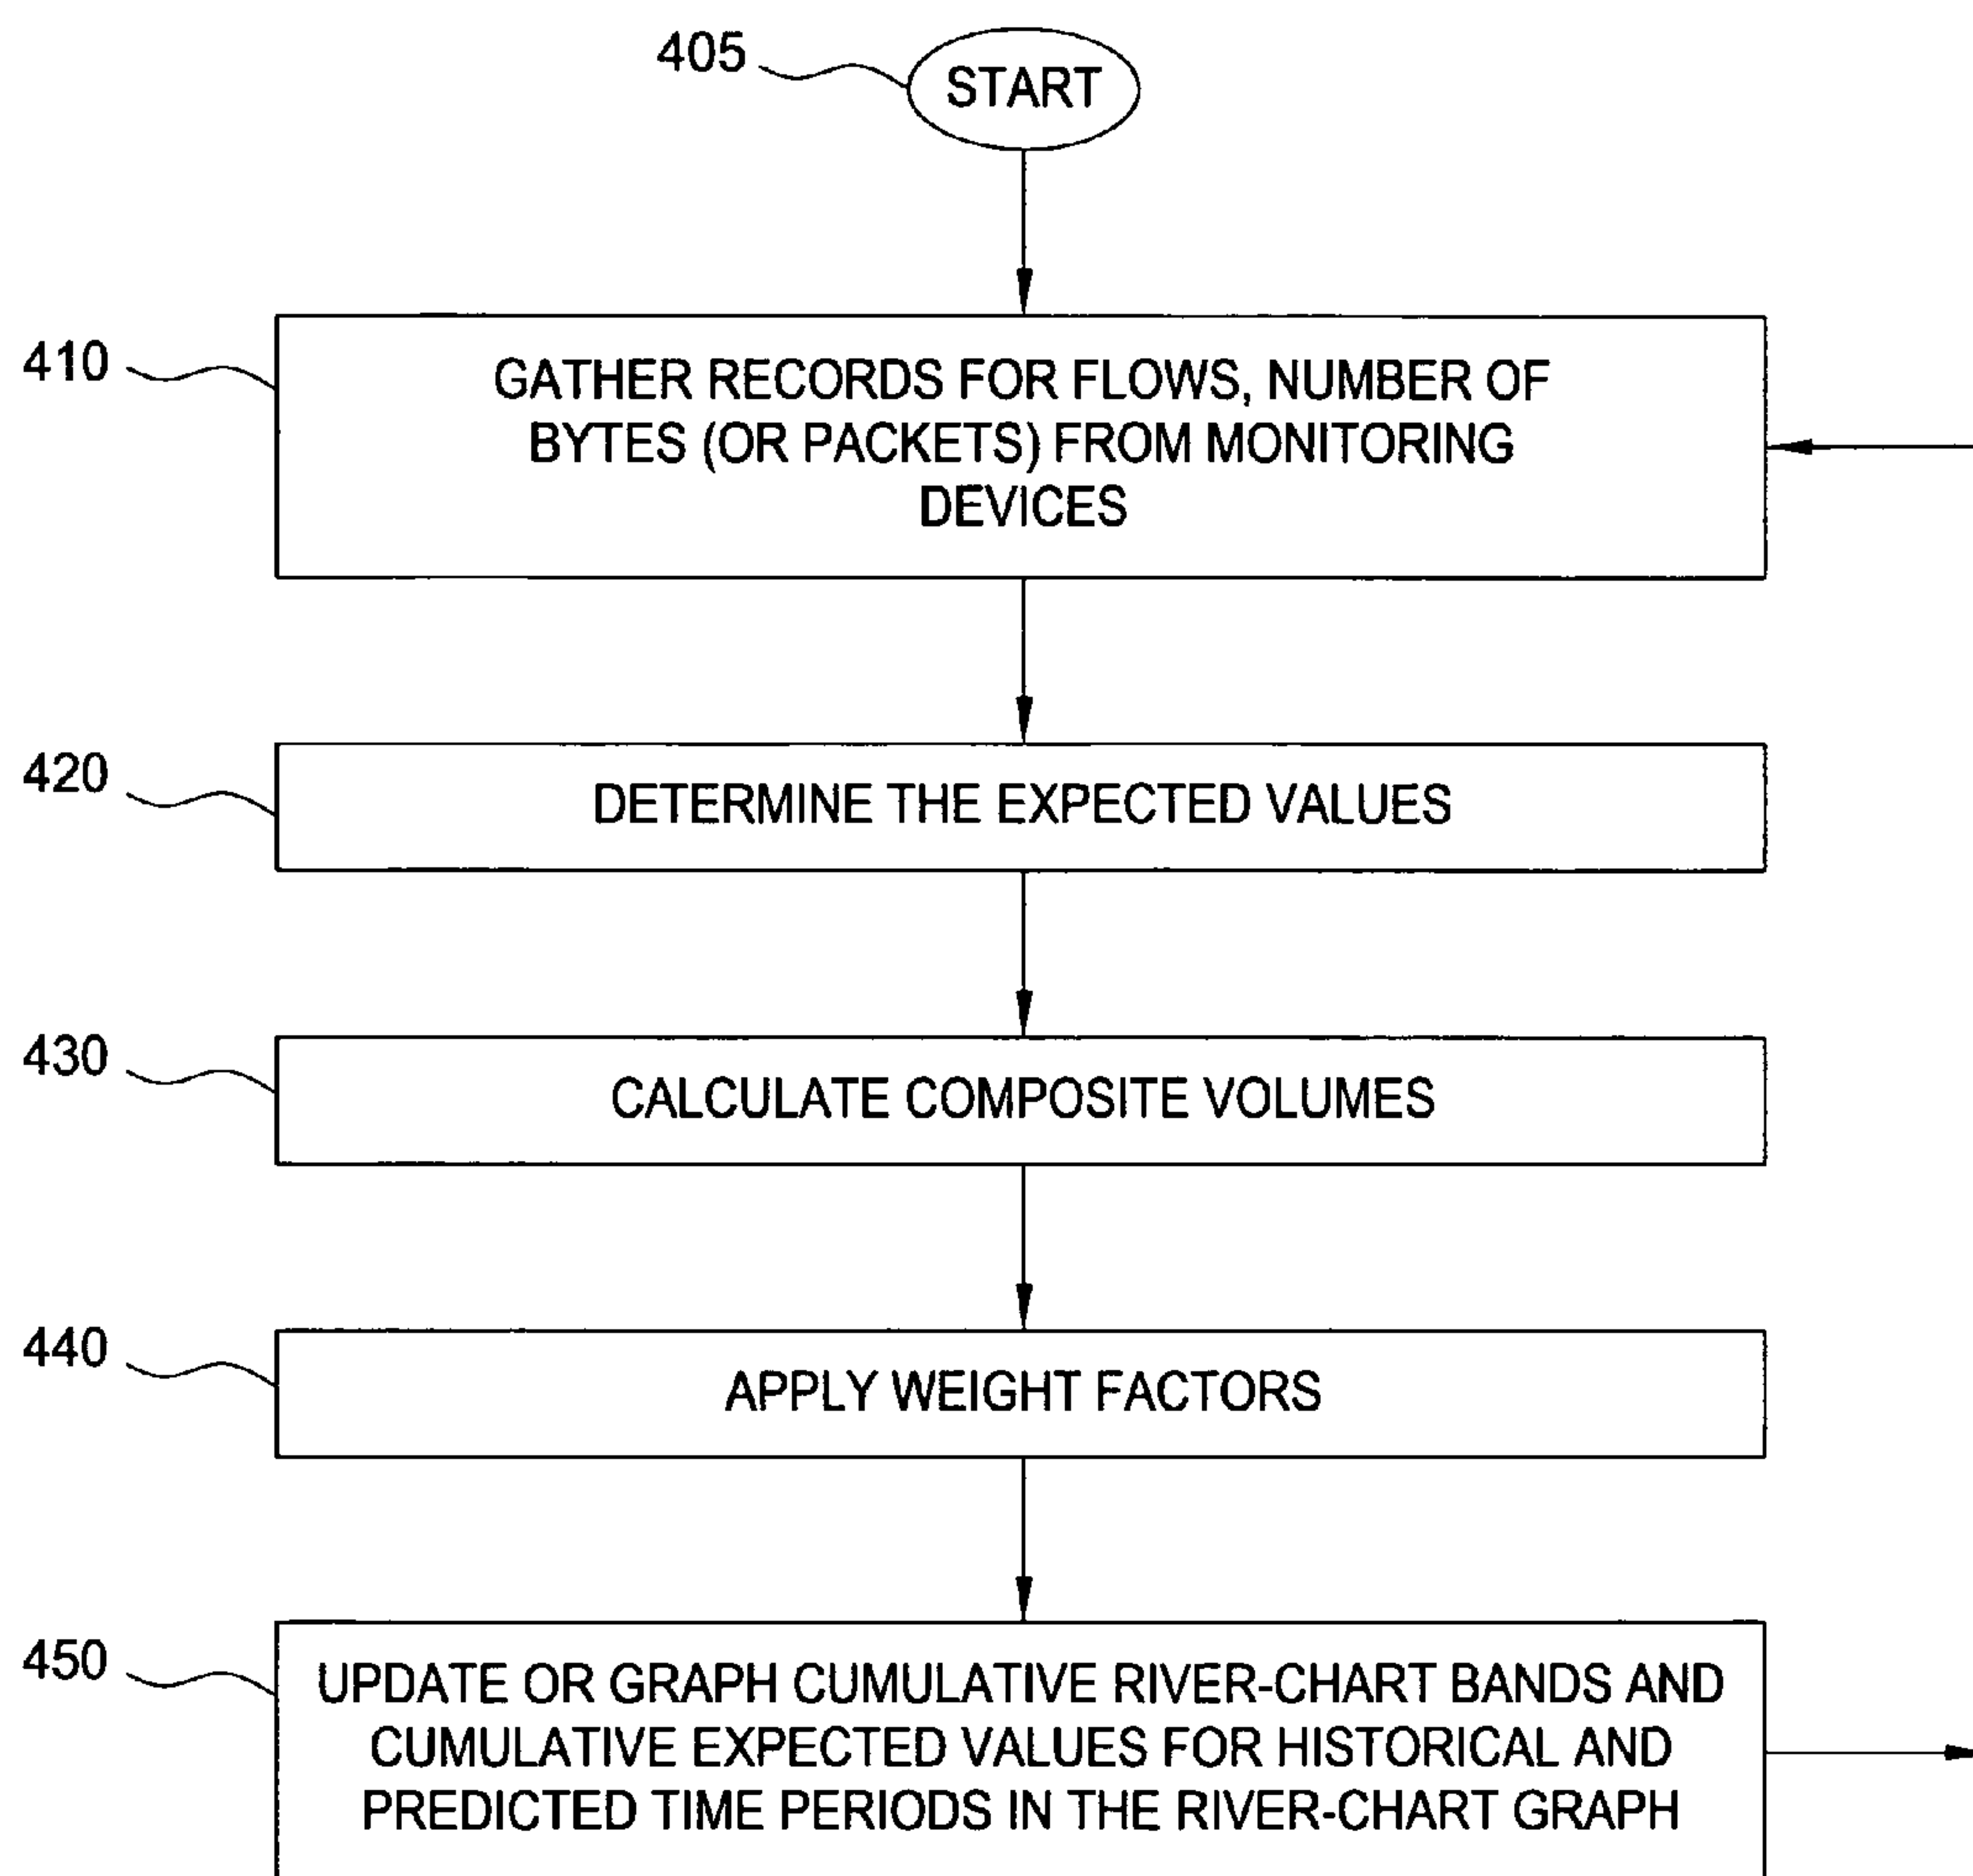 405
START
410
GATHER RECORDS FOR FLOWS, NUMBER OF
BYTES (OR PACKETS) FROM MONITORING
DEVICES
420
DETERMINE THE EXPECTED VALUES
430
CALCULATE COMPOSITE VOLUMES
440
APPLY WEIGHT FACTORS
450
UPDATE OR GRAPH CUMULATIVE RIVER-CHART BANDS AND
CUMULATIVE EXPECTED VALUES FOR HISTORICAL AND
PREDICTED TIME PERIODS IN THE RIVER-CHART GRAPH